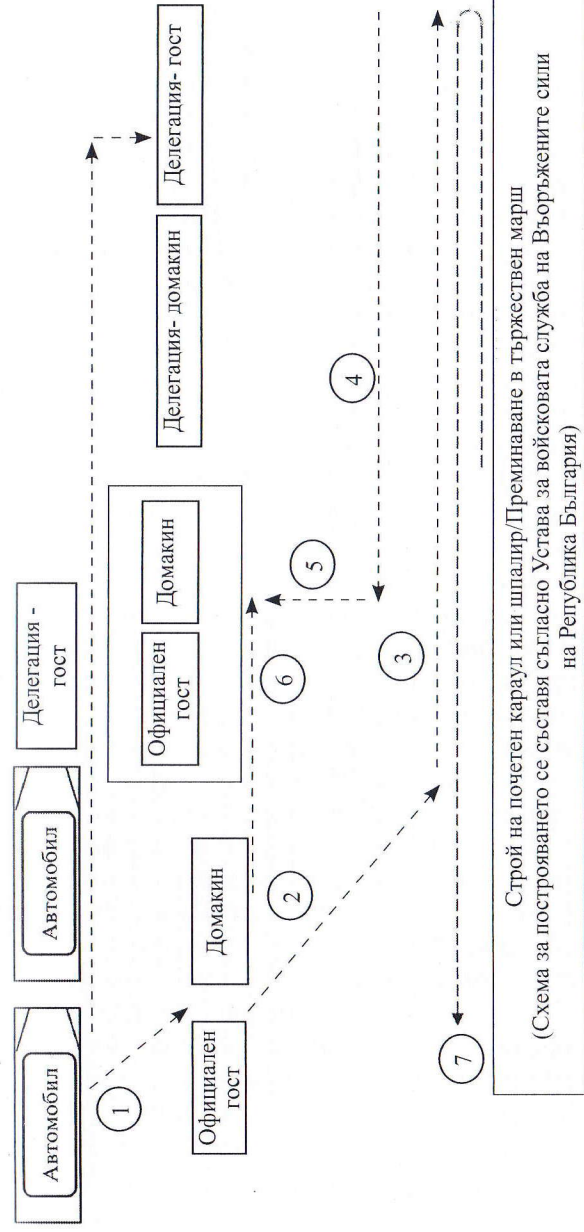 Автомобил
Автомобил
Делегация -
гост
1
Официален
гост
Домакин
2
Официален
гост
Домакин
Делегация- домакин
Делегация- гост
6
5
4
3
7
Строй на почетен караул или шпалир/Преминаване в тържествен марш
(Схема за построяването се съставя съгласно Устава за войсковата служба на Въоръжените сили
на Република България)